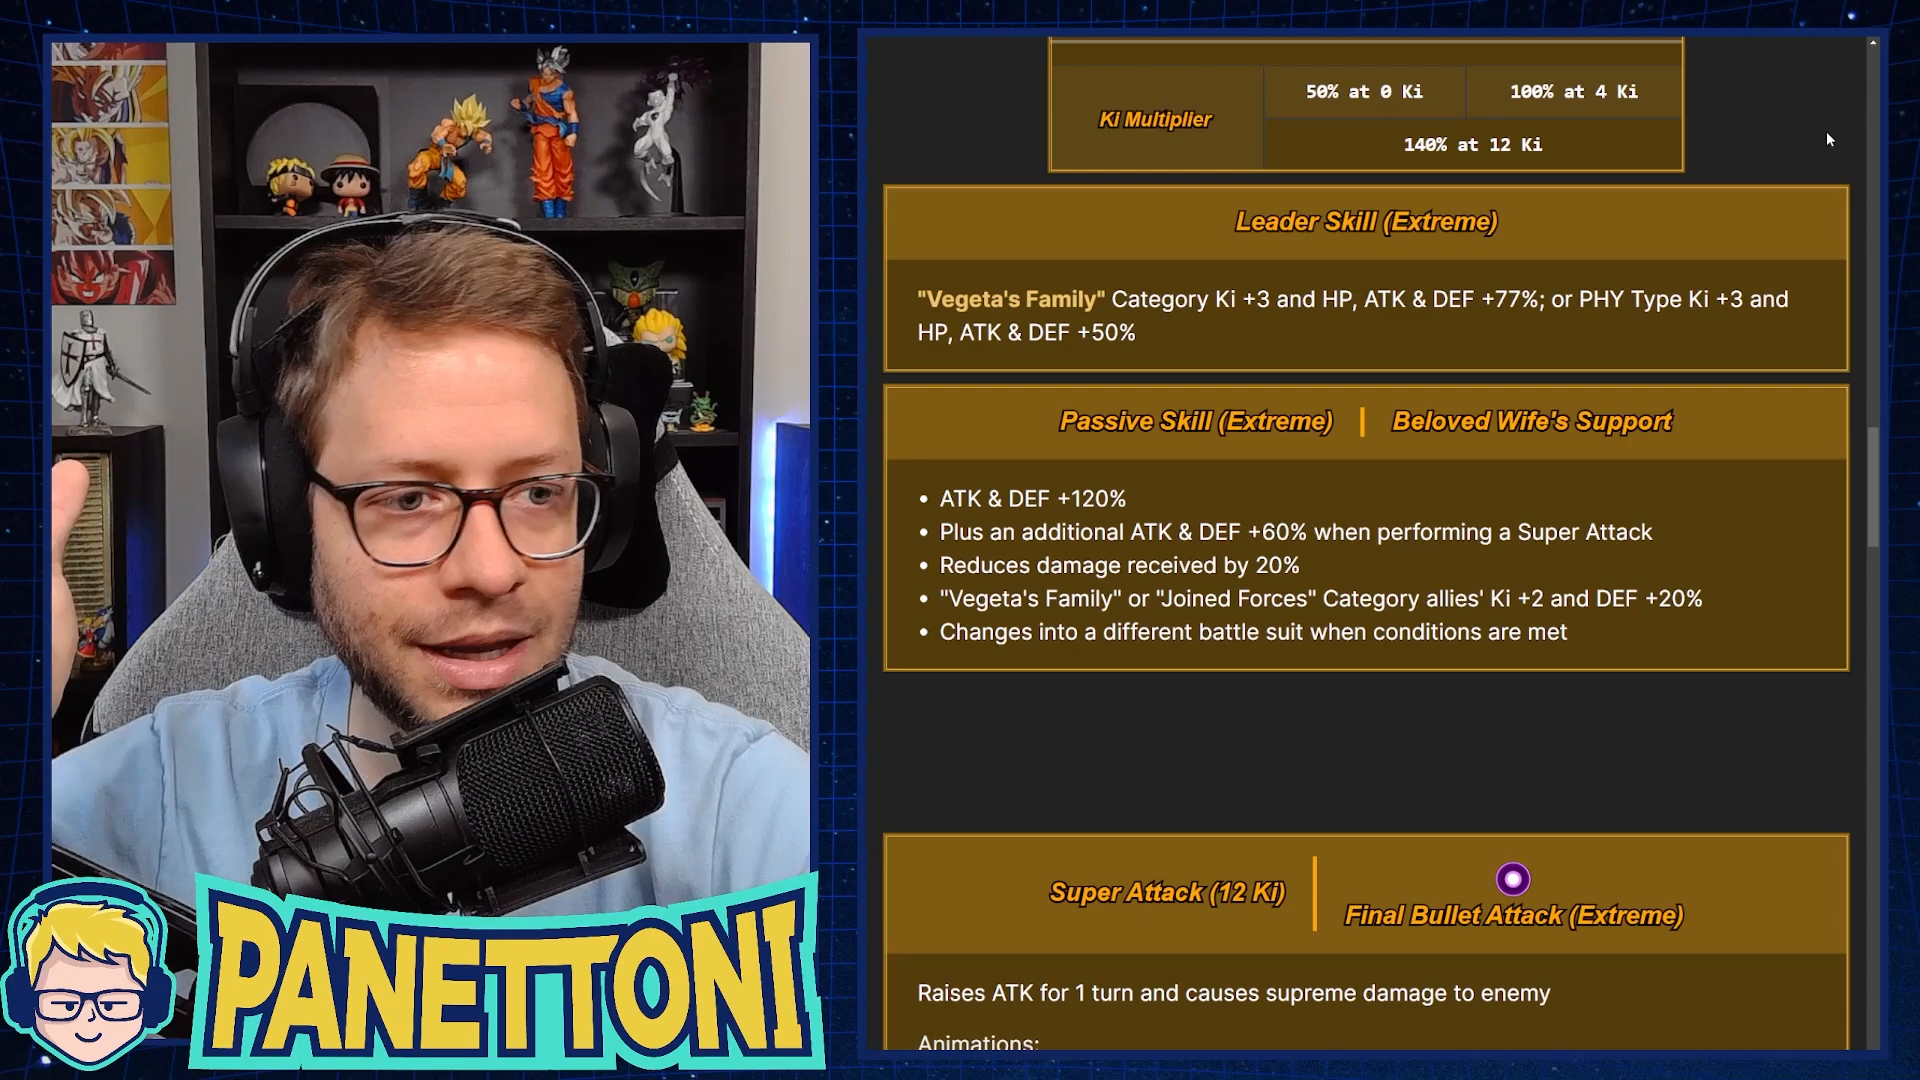 Ki Multiplier
50% at 0 Ki
100% at 4 Ki
140% at 12 Ki
Leader Skill (Extreme)
"Vegeta's Family" Category Ki +3 and HP, ATK & DEF +77%; or PHY Type Ki +3 and
HP, ATK & DEF +50%
Passive Skill (Extreme) | Beloved Wife's Support
• ATK & DEF +120%
• Plus an additional ATK & DEF +60% when performing a Super Attack
• Reduces damage received by 20%
• "Vegeta's Family" or "Joined Forces" Category allies' Ki +2 and DEF +20%
• Changes into a different battle suit when conditions are met
Super Attack (12 Ki)
Final Bullet Attack (Extreme)
Raises ATK for 1 turn and causes supreme damage to enemy
Animations:
PANETTONI